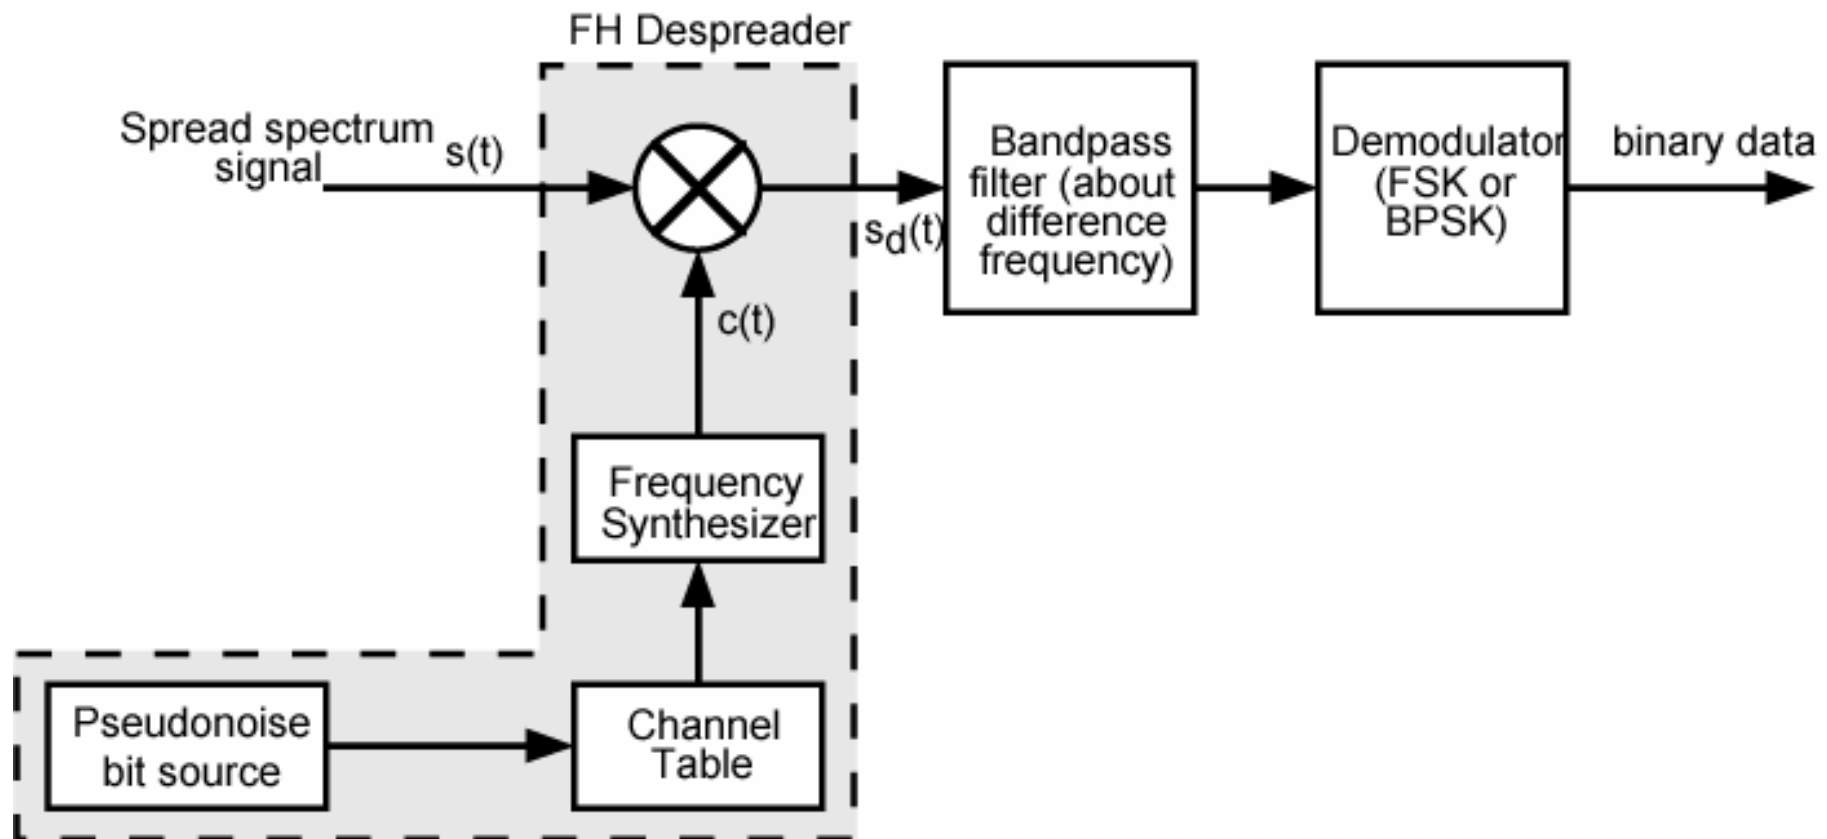 FH Despreader
Spread spectrum
signal
s(t)
Bandpass
filter (about
difference
frequency)
Demodulator
(FSK or
BPSK)
binary data
sd(t)
c(t)
Frequency
Synthesizer
Pseudonoise
bit source
Channel
Table